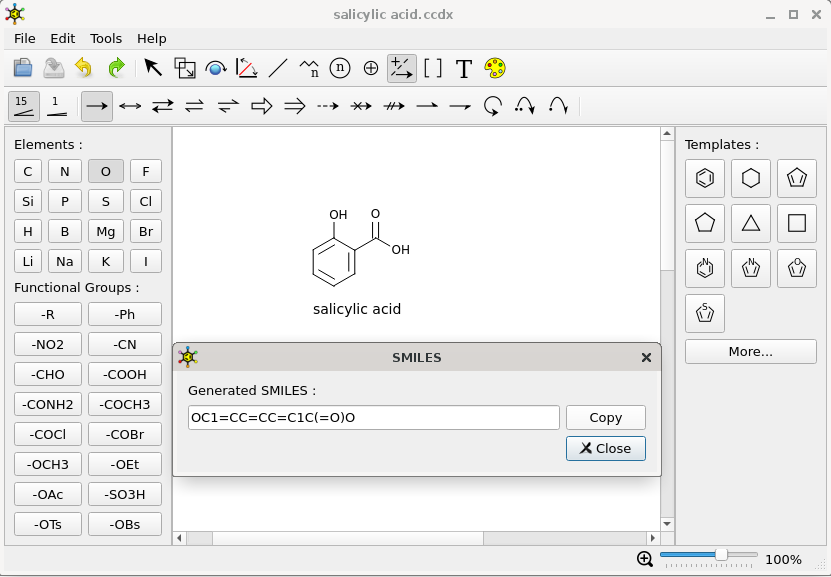 salicylic acid.ccdx
File Edit Tools Help
n n T
15 1
Elements :
C N O F
Si P S Cl
H B Mg Br
Li Na K I
Functional Groups :
-R -Ph
-NO2 -CN
-CHO -COOH
-CONH2 -COCH3
-COCl -COBr
-OCH3 -OEt
-OAc -SO3H
-OTs -OBs
OH O
OH
salicylic acid
SMILES
Generated SMILES :
OC1=CC=CC=C1C(=O)O Copy
Close
Templates :
N N O
S
More...
100%